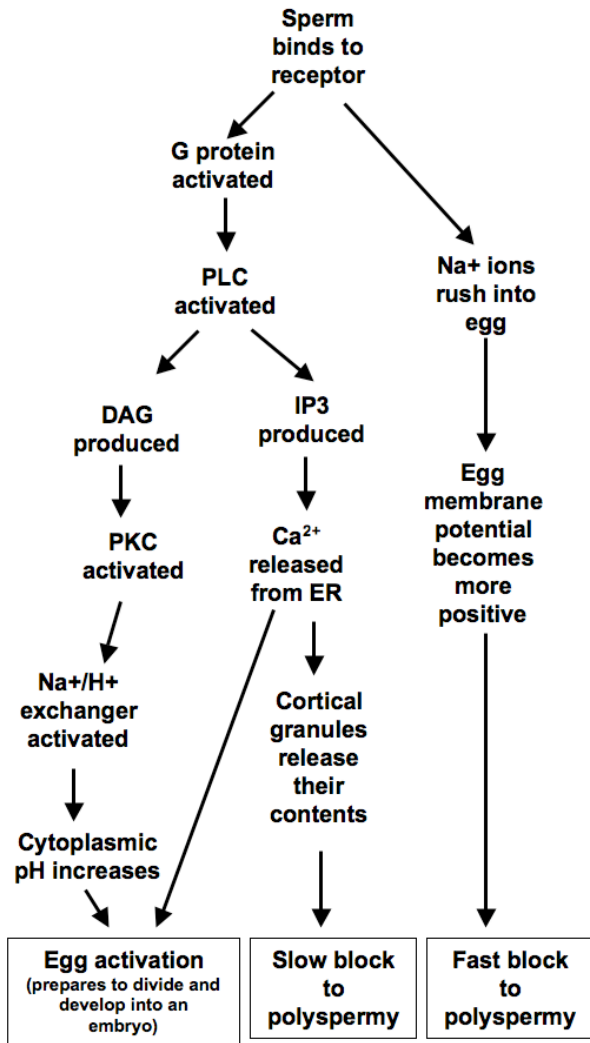 Sperm
binds to
receptor
G protein
activated
PLC
activated
Na+ ions
rush into
egg
DAG
produced
IP3
produced
PKC
activated
Ca²⁺
released
from ER
Egg
membrane
potential
becomes
more
positive
Na+/H+
exchanger
activated
Cortical
granules
release
their
contents
Cytoplasmic
pH increases
Egg activation
(prepares to divide and
develop into an
embryo)
Slow block
to
polyspermy
Fast block
to
polyspermy